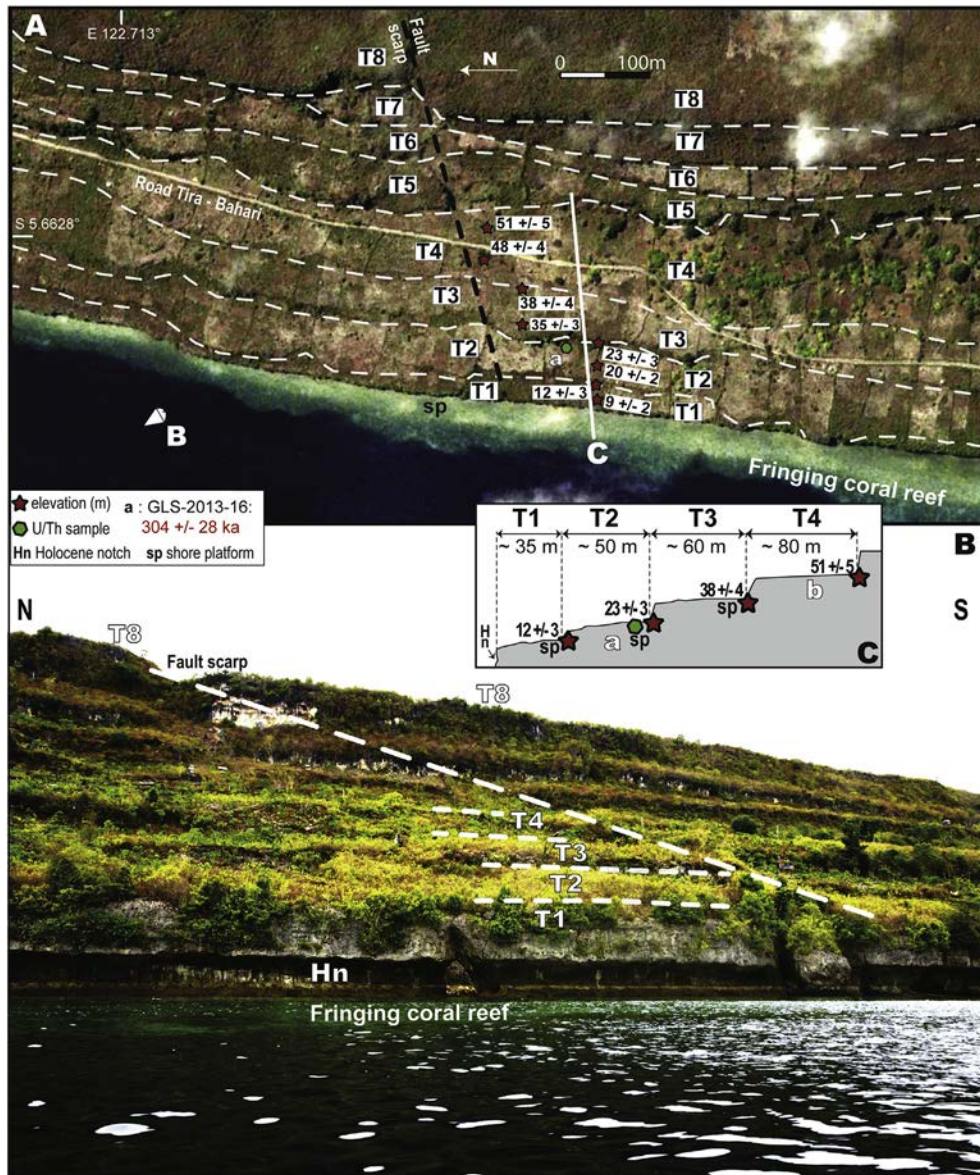 A
E 122.713°
Fault
scarp
T8
N
0 100m
T8
T7
T7
T6
T6
T5
T5
Road Tira - Bahari
S 5.6628°
51 +/- 5
48 +/- 4
T4
T4
T3
38 +/- 4
35 +/- 3
T3
T2
a
23 +/- 3
20 +/- 2
T2
T1
12 +/- 3
9 +/- 2
T1
sp
B
C
Fringing coral reef
elevation (m) a : GLS-2013-16:
U/Th sample 304 +/- 28 ka
Hn Holocene notch sp shore platform
T1 T2 T3 T4
~ 35 m ~ 50 m ~ 60 m ~ 80 m
B
51 +/- 5
38 +/- 4
b
23 +/- 3
sp
12 +/- 3
sp
a
sp
H
n
C
N
S
T8
Fault scarp
T8
T4
T3
T2
T1
Hn
Fringing coral reef